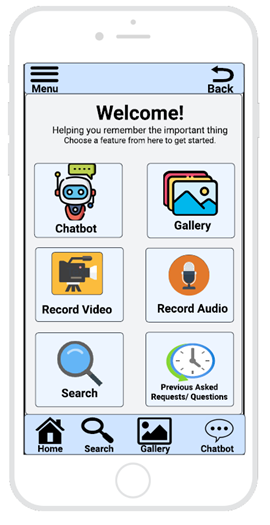 Menu
Back
Welcome!
Helping you remember the important thing
Choose a feature from here to get started.
Chatbot
Gallery
Record Video
Record Audio
Search
Previous Asked
Requests/ Questions
Home
Search
Gallery
Chatbot